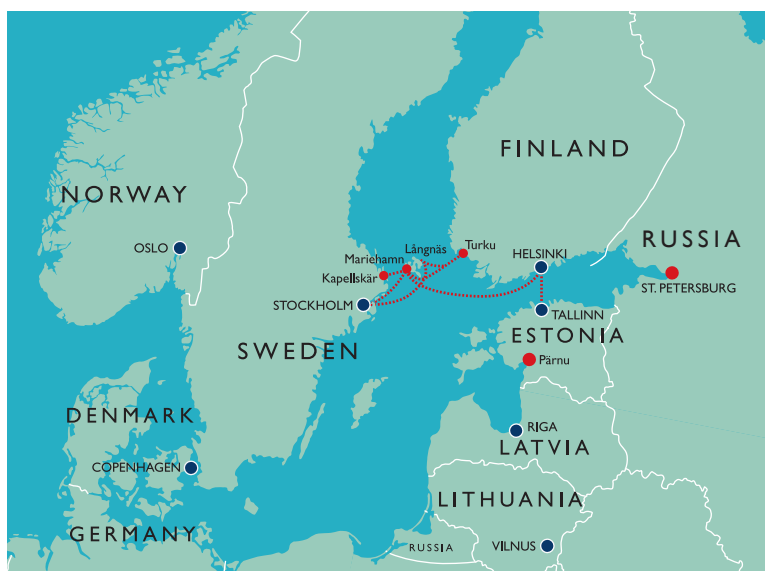 FINLAND
NORWAY
Långnäs
Turku
RUSSIA
OSLO
Mariehamn
HELSINKI
Kapellskär
ST. PETERSBURG
STOCKHOLM
TALLINN
ESTONIA
SWEDEN
Pärnu
DENMARK
RIGA
LATVIA
COPENHAGEN
LITHUANIA
GERMANY
RUSSIA
VILNUS